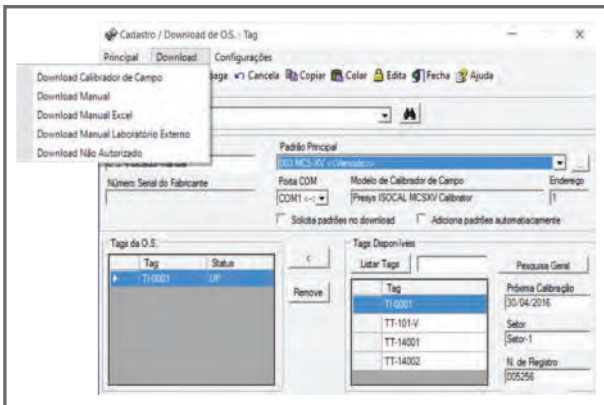 Cadastro / Download de O.S. - Tag
Principal Download Configurações
Cancela Copiar Colar Edita Fecha Ajuda
Download Calibrador de Campo
Download Manual
Download Manual Excel
Download Manual Laboratório Externo
Download Não Autorizado
Padrão Principal
003 MCS-XV <<Vencido>>
...
Número Serial do Fabricante
Porta COM Modelo de Calibrador de Campo Endereço
COM1 Presys ISOCAL MCSXV Calibrator 1
Solicita padrões no download Adiciona padrões automaticamente
Tags da O.S. Tags Disponíveis
< Listar Tags Pesquisa Geral
Tag Status
TI-0001 UP
Remove
Tag
TI-0001
TT-101-V
TT-14001
TT-14002
Próxima Calibração
30/04/2016
Setor
Setor-1
N. de Registro
005256